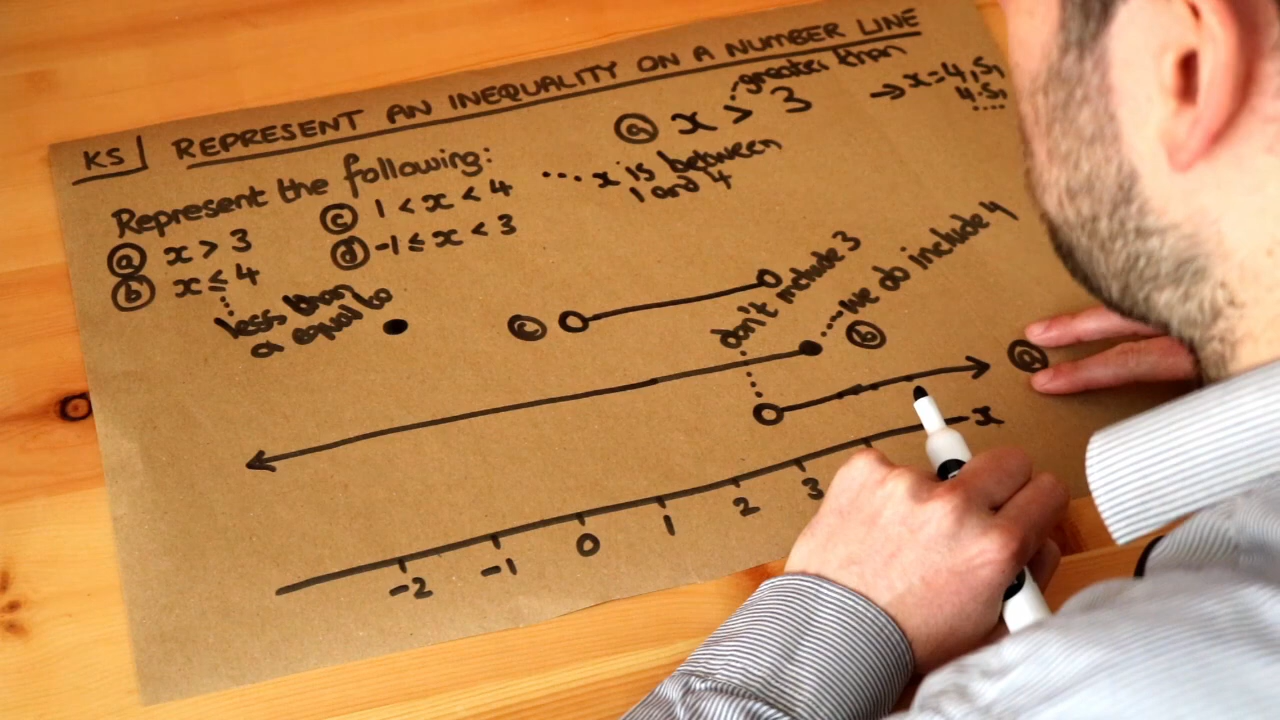 KS
REPRESENT AN INEQUALITY ON A NUMBER LINE
Represent the following:
ⓐ x > 3
ⓑ x ≤ 4
less than
a equal to
ⓒ 1 < x < 4
ⓓ -1 ≤ x < 3
.... x is between
1 and 4
greater than
ⓐ x > 3
→ x = 4, 5,
4.5,
....
ⓒ
don't include 3
we do include 4
ⓑ
ⓐ
x
-2 -1 0 1 2 3